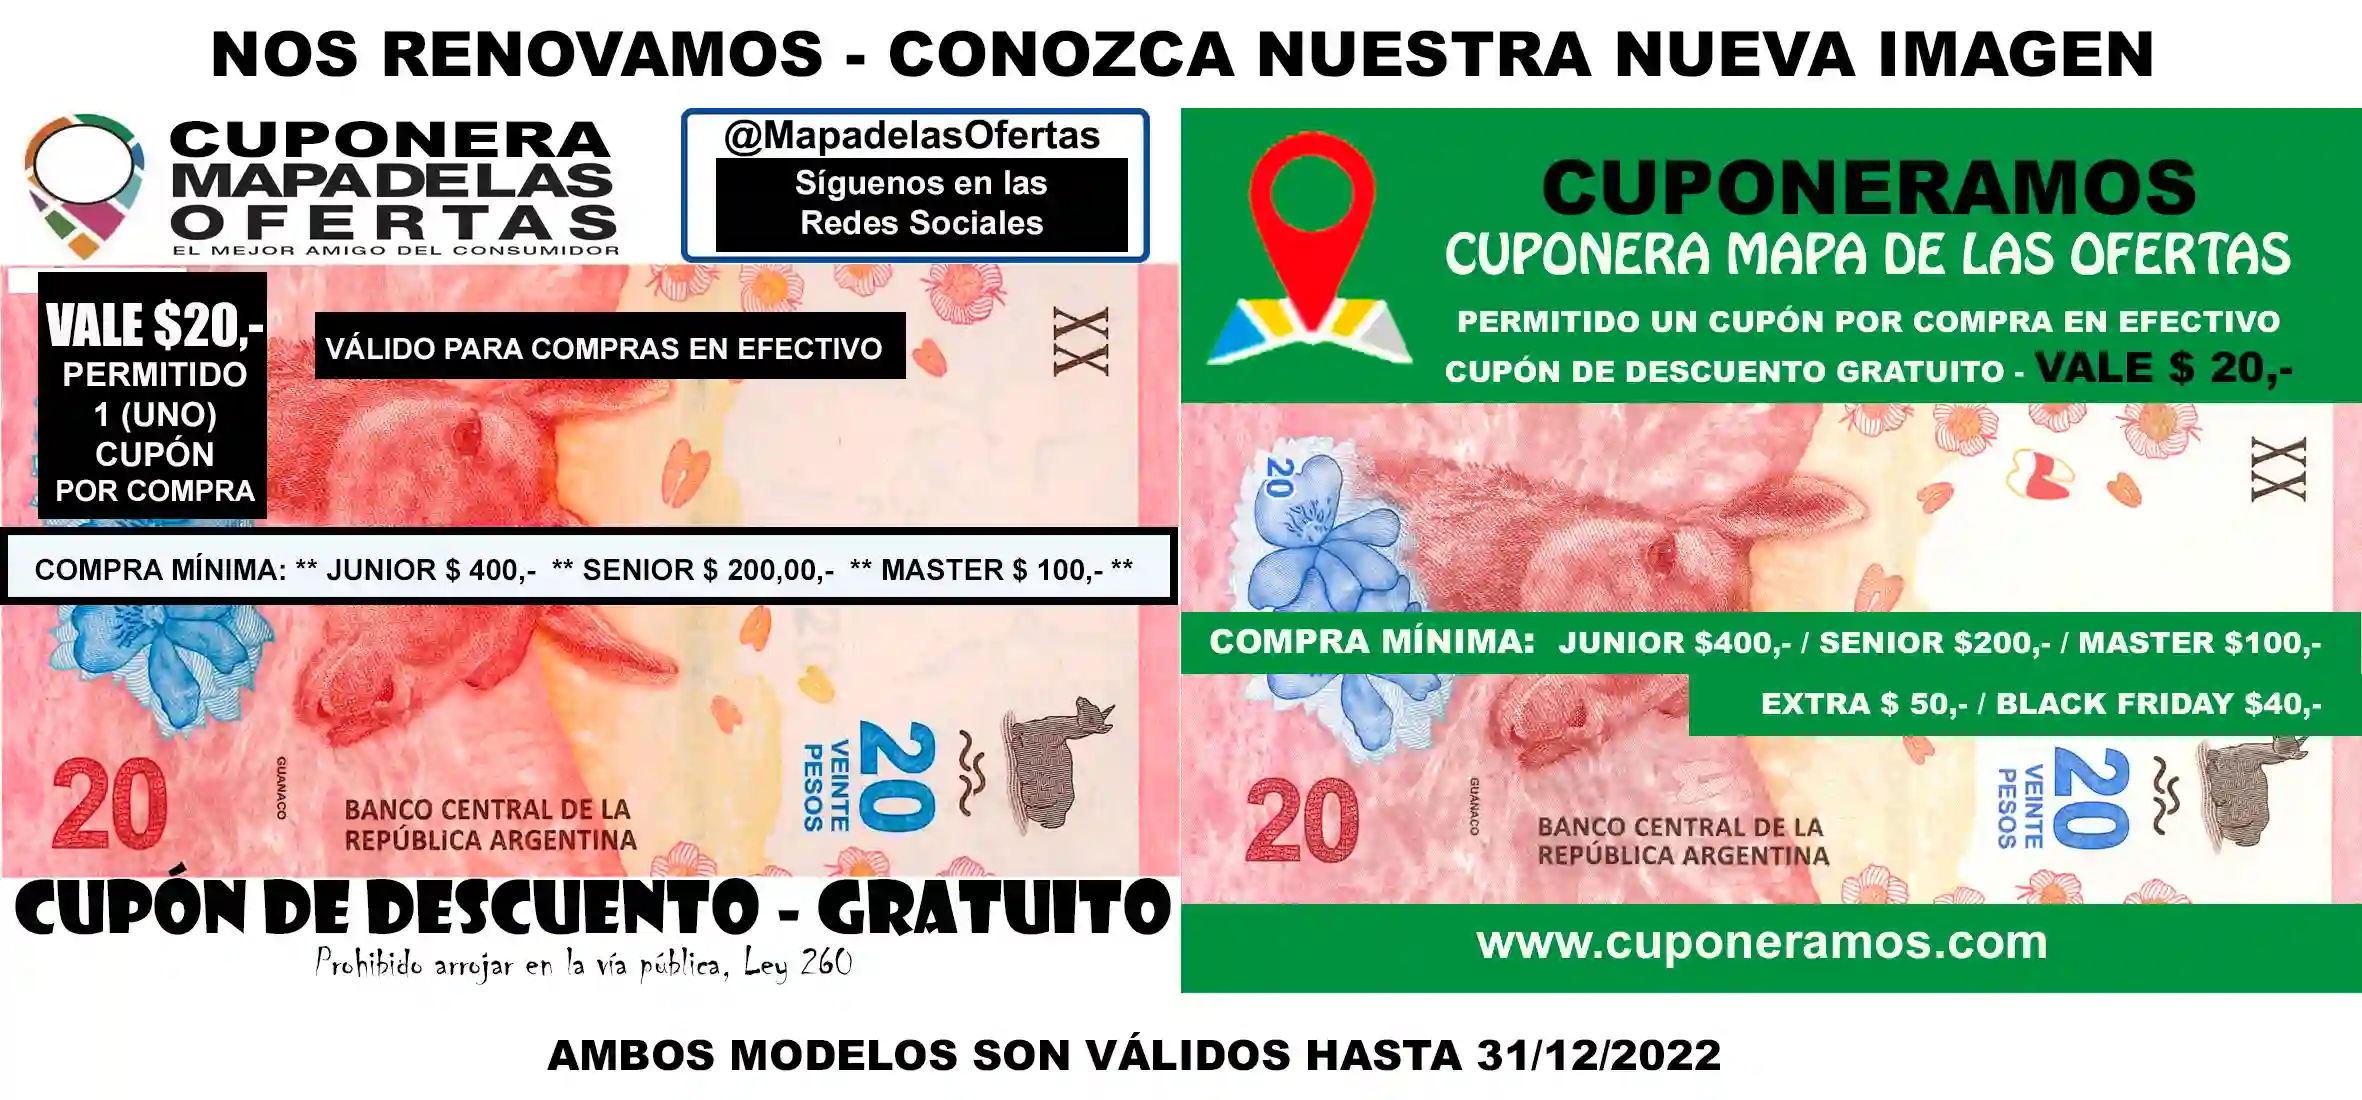 NOS RENOVAMOS - CONOZCA NUESTRA NUEVA IMAGEN
CUPONERA
MAPADELAS
OFERTAS
EL MEJOR AMIGO DEL CONSUMIDOR
@MapadelasOfertas
Síguenos en las
Redes Sociales
VALE $20,-
PERMITIDO
1 (UNO)
CUPÓN
POR COMPRA
VÁLIDO PARA COMPRAS EN EFECTIVO
XX
COMPRA MÍNIMA: ** JUNIOR $ 400,- ** SENIOR $ 200,00,- ** MASTER $ 100,- **
20
GUANACO
BANCO CENTRAL DE LA
REPÚBLICA ARGENTINA
20
VEINTE
PESOS
CUPÓN DE DESCUENTO - GRATUITO
Prohibido arrojar en la vía pública, Ley 260
CUPONERAMOS
CUPONERA MAPA DE LAS OFERTAS
PERMITIDO UN CUPÓN POR COMPRA EN EFECTIVO
CUPÓN DE DESCUENTO GRATUITO - VALE $ 20,-
20
XX
COMPRA MÍNIMA: JUNIOR $400,- / SENIOR $200,- / MASTER $100,-
EXTRA $ 50,- / BLACK FRIDAY $40,-
20
GUANACO
BANCO CENTRAL DE LA
REPÚBLICA ARGENTINA
20
VEINTE
PESOS
www.cuponeramos.com
AMBOS MODELOS SON VÁLIDOS HASTA 31/12/2022